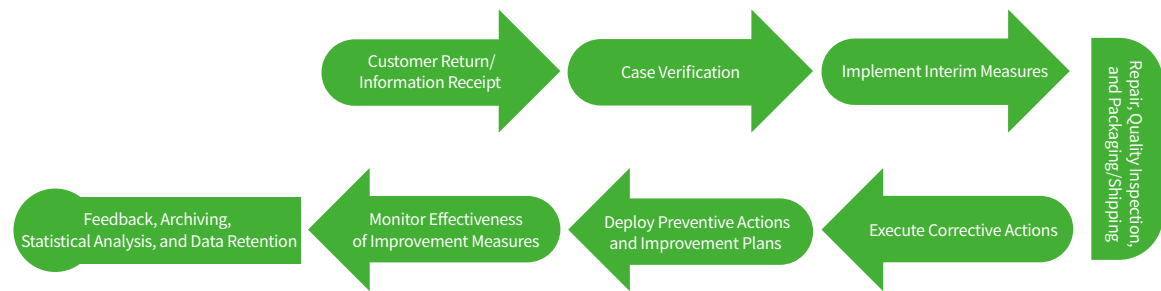 Customer Return/
Information Receipt
Case Verification
Implement Interim Measures
Repair, Quality Inspection,
and Packaging/Shipping
Execute Corrective Actions
Deploy Preventive Actions
and Improvement Plans
Monitor Effectiveness
of Improvement Measures
Feedback, Archiving,
Statistical Analysis, and Data Retention